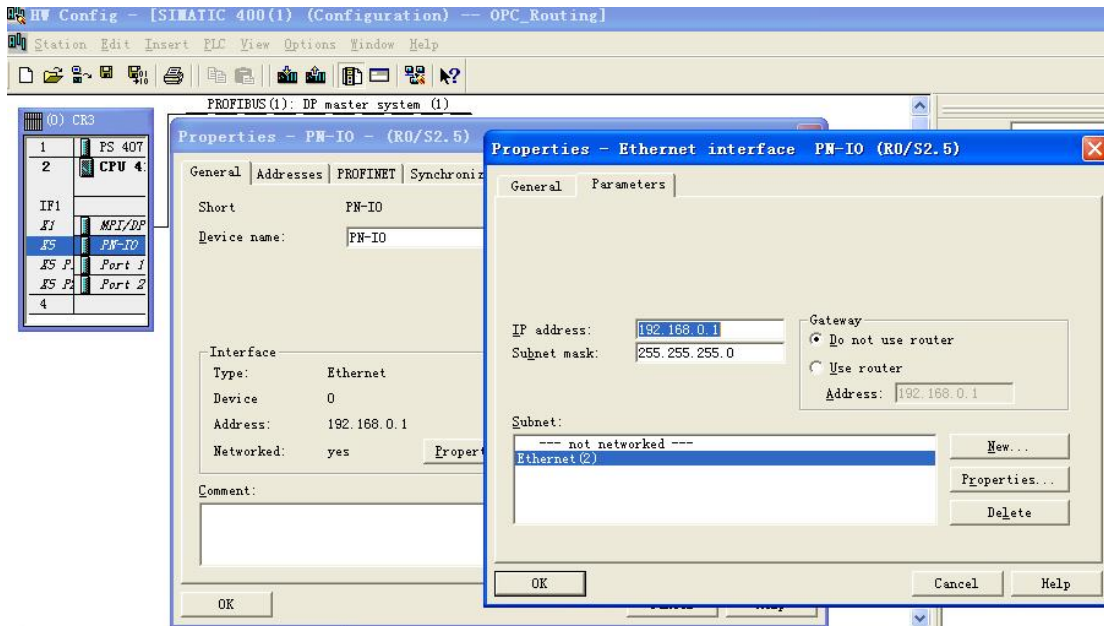 HW Config - [SIMATIC 400(1) (Configuration) -- OPC_Routing]
Station Edit Insert PLC View Options Window Help
PROFIBUS(1): DP master system (1)
(0) CR3
1 PS 407
2 CPU 4
IF1
X1 MPI/DP
X5 PN-IO
X5 P Port 1
X5 P Port 2
4
Properties - PN-IO - (R0/S2.5)
General Addresses PROFINET Synchroniz
Short PN-IO
Device name: PN-IO
Interface
Type: Ethernet
Device 0
Address: 192.168.0.1
Networked: yes Propert
Comment:
OK
Properties - Ethernet interface PN-IO (R0/S2.5)
General Parameters
IP address: 192.168.0.1
Subnet mask: 255.255.255.0
Gateway
Do not use router
Use router
Address: 192.168.0.1
Subnet:
--- not networked ---
Ethernet(2)
New...
Properties...
Delete
OK Cancel Help